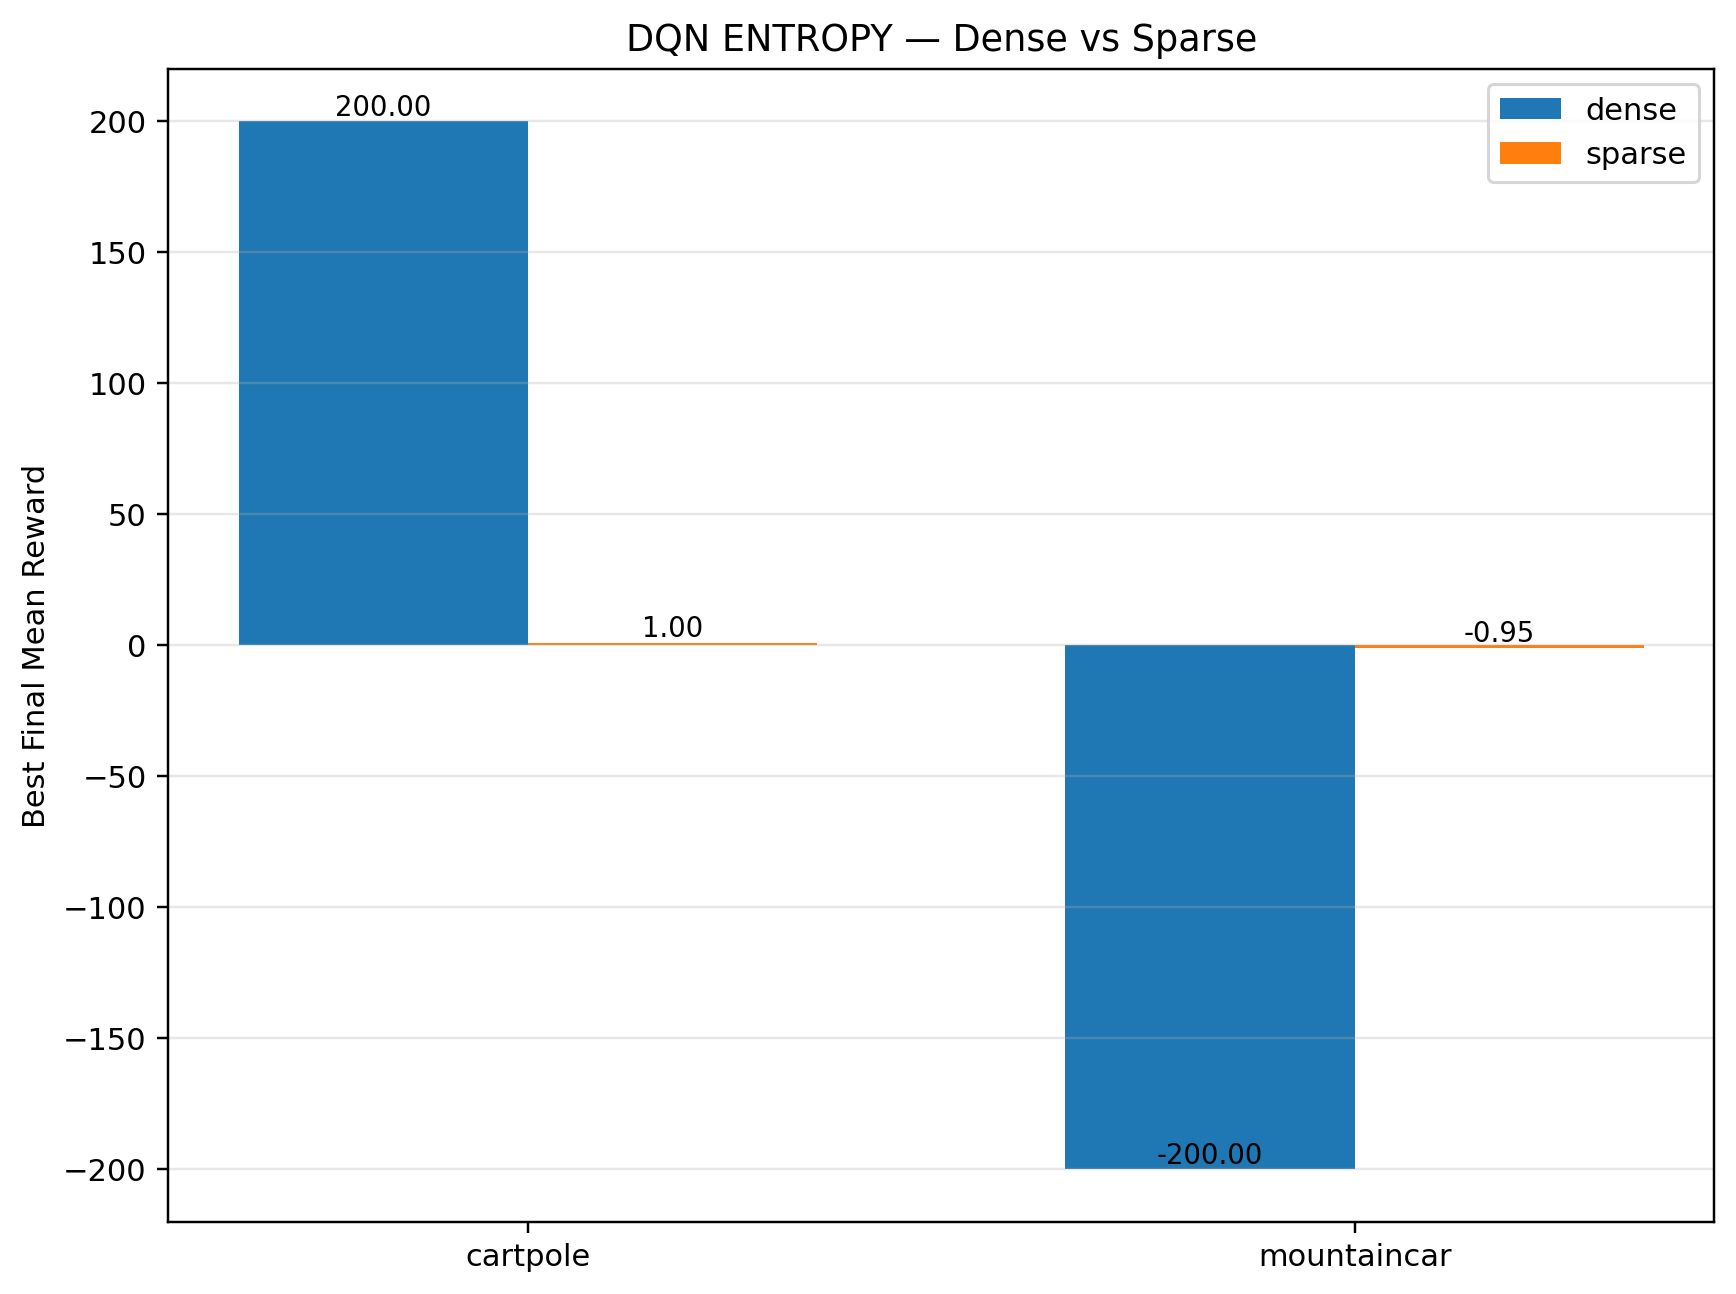 DQN ENTROPY — Dense vs Sparse
dense
sparse
Best Final Mean Reward
200
150
100
50
0
−50
−100
−150
−200
200.00
1.00
-0.95
-200.00
cartpole
mountaincar